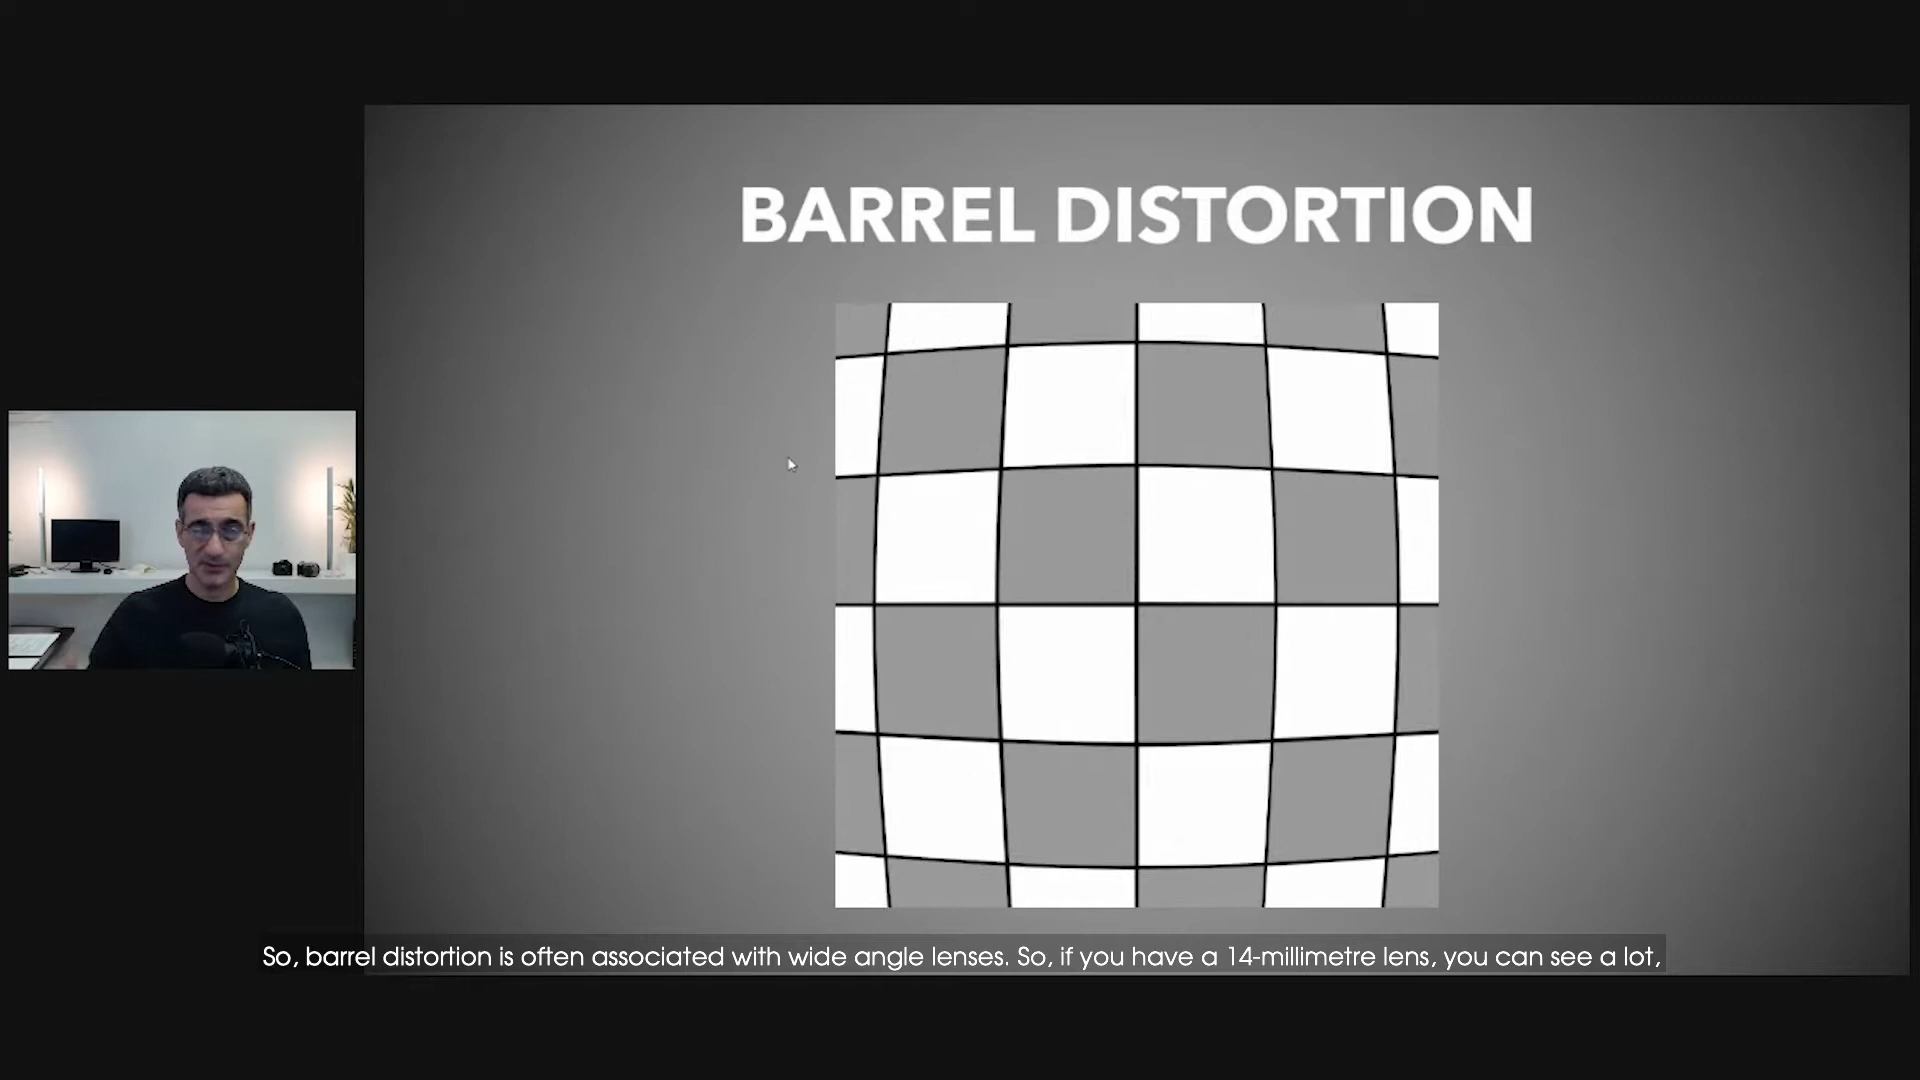 BARREL DISTORTION
So, barrel distortion is often associated with wide angle lenses. So, if you have a 14-millimetre lens, you can see a lot,